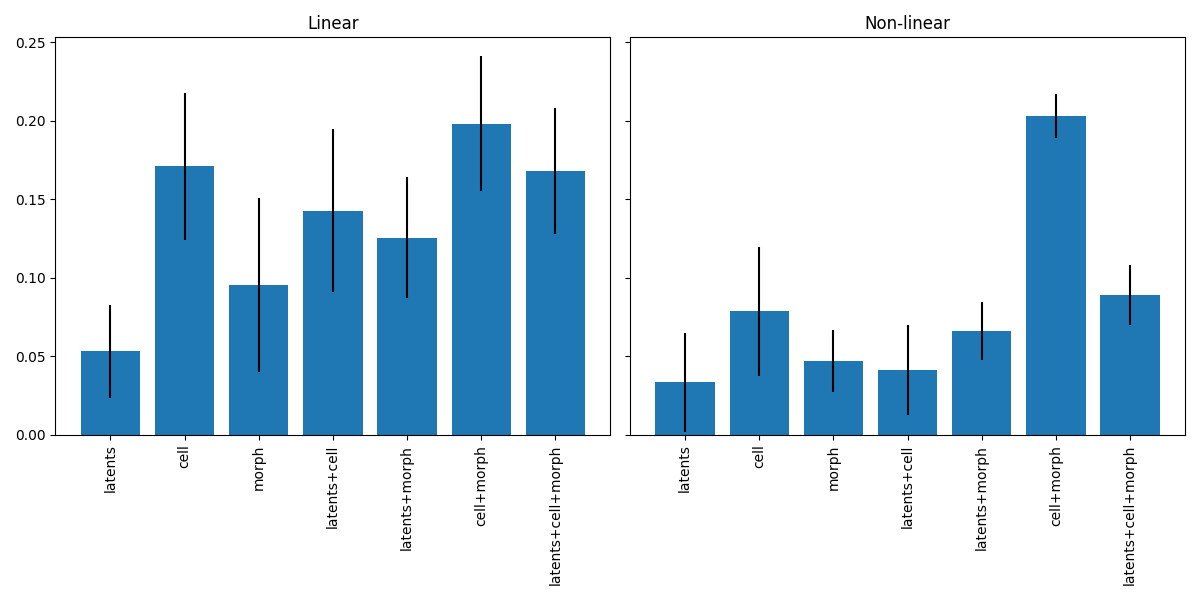 Linear
Non-linear
0.25
0.20
0.15
0.10
0.05
0.00
latents
cell
morph
latents+cell
latents+morph
cell+morph
latents+cell+morph
latents
cell
morph
latents+cell
latents+morph
cell+morph
latents+cell+morph